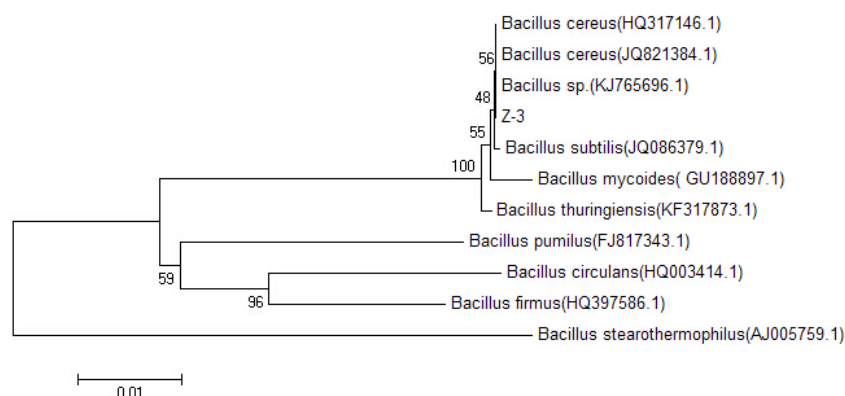 Bacillus cereus(HQ317146.1)
56
Bacillus cereus(JQ821384.1)
Bacillus sp.(KJ765696.1)
48
Z-3
55
Bacillus subtilis(JQ086379.1)
100
Bacillus mycoides( GU188897.1)
Bacillus thuringiensis(KF317873.1)
Bacillus pumilus(FJ817343.1)
59
Bacillus circulans(HQ003414.1)
96
Bacillus firmus(HQ397586.1)
Bacillus stearothermophilus(AJ005759.1)
0.01